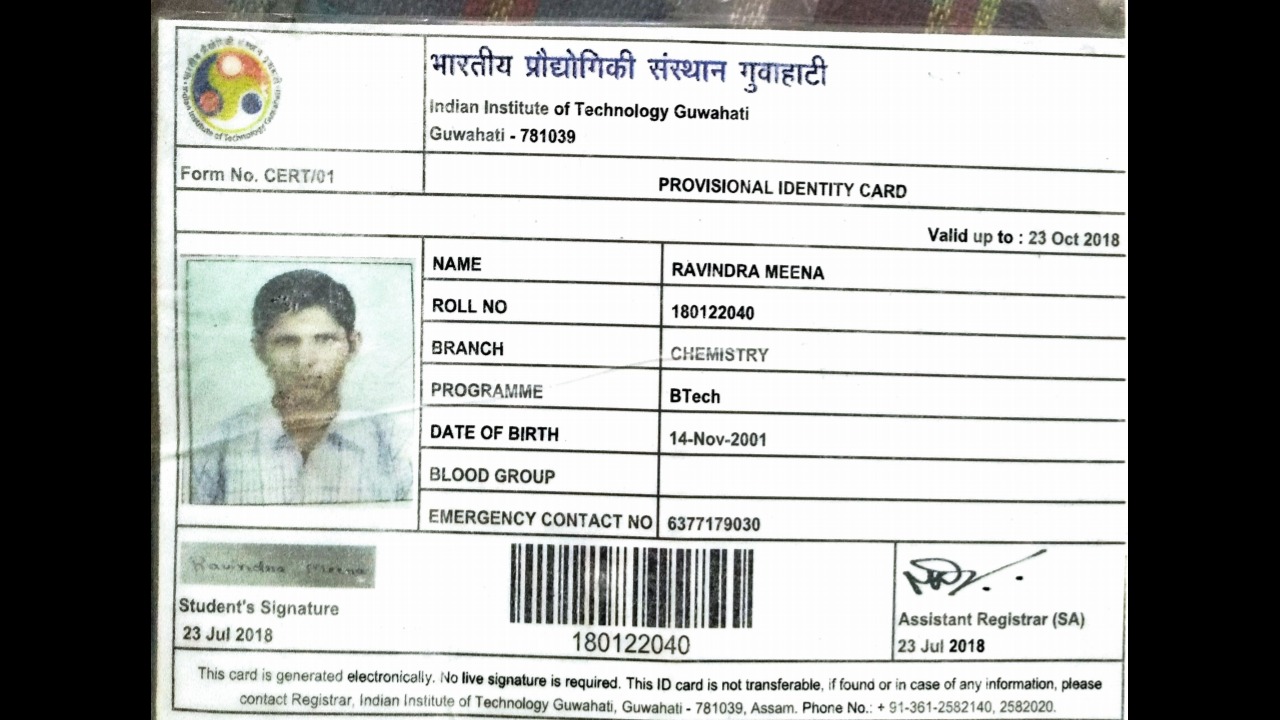 भारतीय प्रौद्योगिकी संस्थान गुवाहाटी
Indian Institute of Technology Guwahati
Guwahati - 781039
Form No. CERT/01
PROVISIONAL IDENTITY CARD
Valid up to : 23 Oct 2018
NAME RAVINDRA MEENA
ROLL NO 180122040
BRANCH CHEMISTRY
PROGRAMME BTech
DATE OF BIRTH 14-Nov-2001
BLOOD GROUP
EMERGENCY CONTACT NO 6377179030
Ravindra Meena
Student's Signature
23 Jul 2018
180122040
Assistant Registrar (SA)
23 Jul 2018
This card is generated electronically. No live signature is required. This ID card is not transferable, if found or in case of any information, please
contact Registrar, Indian Institute of Technology Guwahati, Guwahati - 781039, Assam. Phone No.: + 91-361-2582140, 2582020.